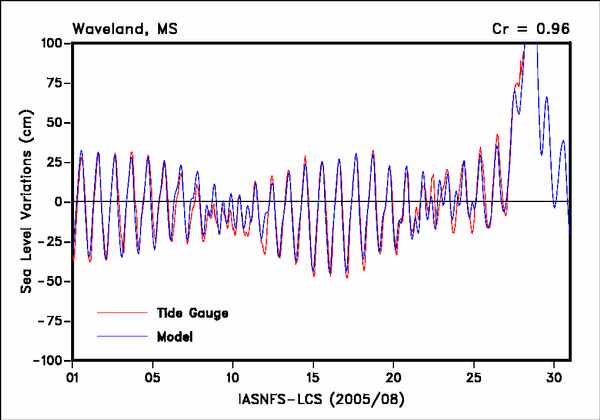 Waveland, MS
Cr = 0.96
100
75
50
25
0
-25
-50
-75
-100
Sea Level Variations (cm)
Tide Gauge
Model
01 05 10 15 20 25 30
IASNFS-LCS (2005/08)